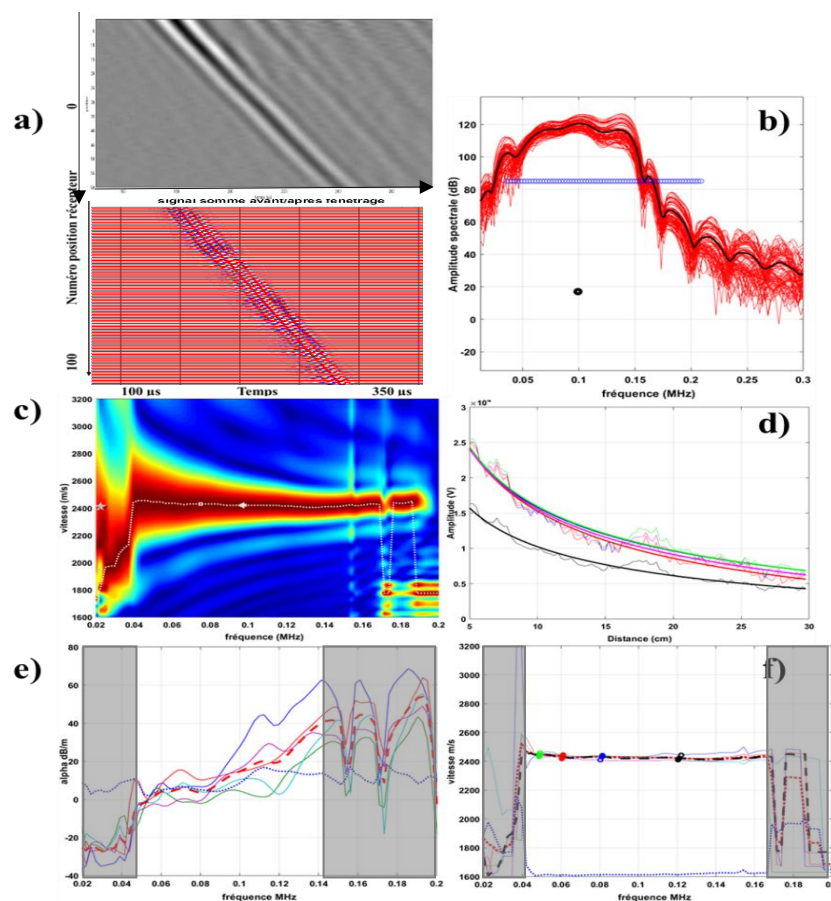 a)
0
Numéro position récepteur
100
signal somme avant/apres fenetrage
100 µs Temps 350 µs
b)
Amplitude spectrale (dB)
120
100
80
60
40
20
0
-20
0.05 0.1 0.15 0.2 0.25 0.3
fréquence (MHz)
c)
vitesse (m/s)
3200
3000
2800
2600
2400
2200
2000
1800
1600
0.02 0.04 0.06 0.08 0.1 0.12 0.14 0.16 0.18 0.2
fréquence (MHz)
d)
Amplitude (V)
3
2.5
2
1.5
1
0.5
0
5 10 15 20 25 30
Distance (cm)
e)
alpha dB/m
80
60
40
20
0
-20
-40
0.02 0.04 0.06 0.08 0.1 0.12 0.14 0.16 0.18 0.2
fréquence MHz
f)
vitesse m/s
3200
3000
2800
2600
2400
2200
2000
1800
1600
0.02 0.04 0.06 0.08 0.1 0.12 0.14 0.16 0.18 0.2
fréquence MHz